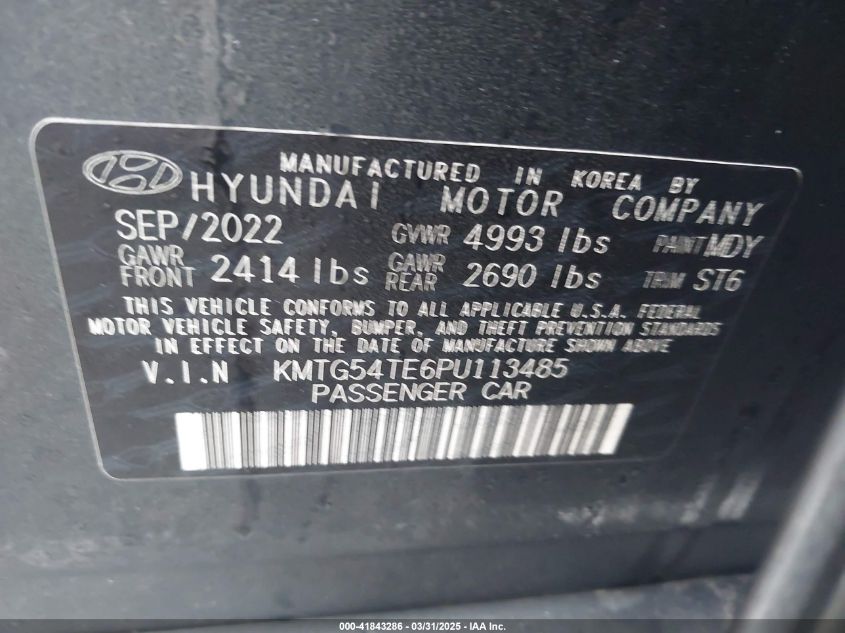 MANUFACTURED IN KOREA BY
HYUNDAI MOTOR COMPANY
SEP/2022 GVWR 4993 lbs PAINT MDY
GAWR FRONT 2414 lbs GAWR REAR 2690 lbs TRIM ST6
THIS VEHICLE CONFORMS TO ALL APPLICABLE U.S.A. FEDERAL
MOTOR VEHICLE SAFETY, BUMPER, AND THEFT PREVENTION STANDARDS
IN EFFECT ON THE DATE OF MANUFACTURE SHOWN ABOVE
V.I.N KMTG54TE6PU113485
PASSENGER CAR
000-41843286 - 03/31/2025 - IAA Inc.